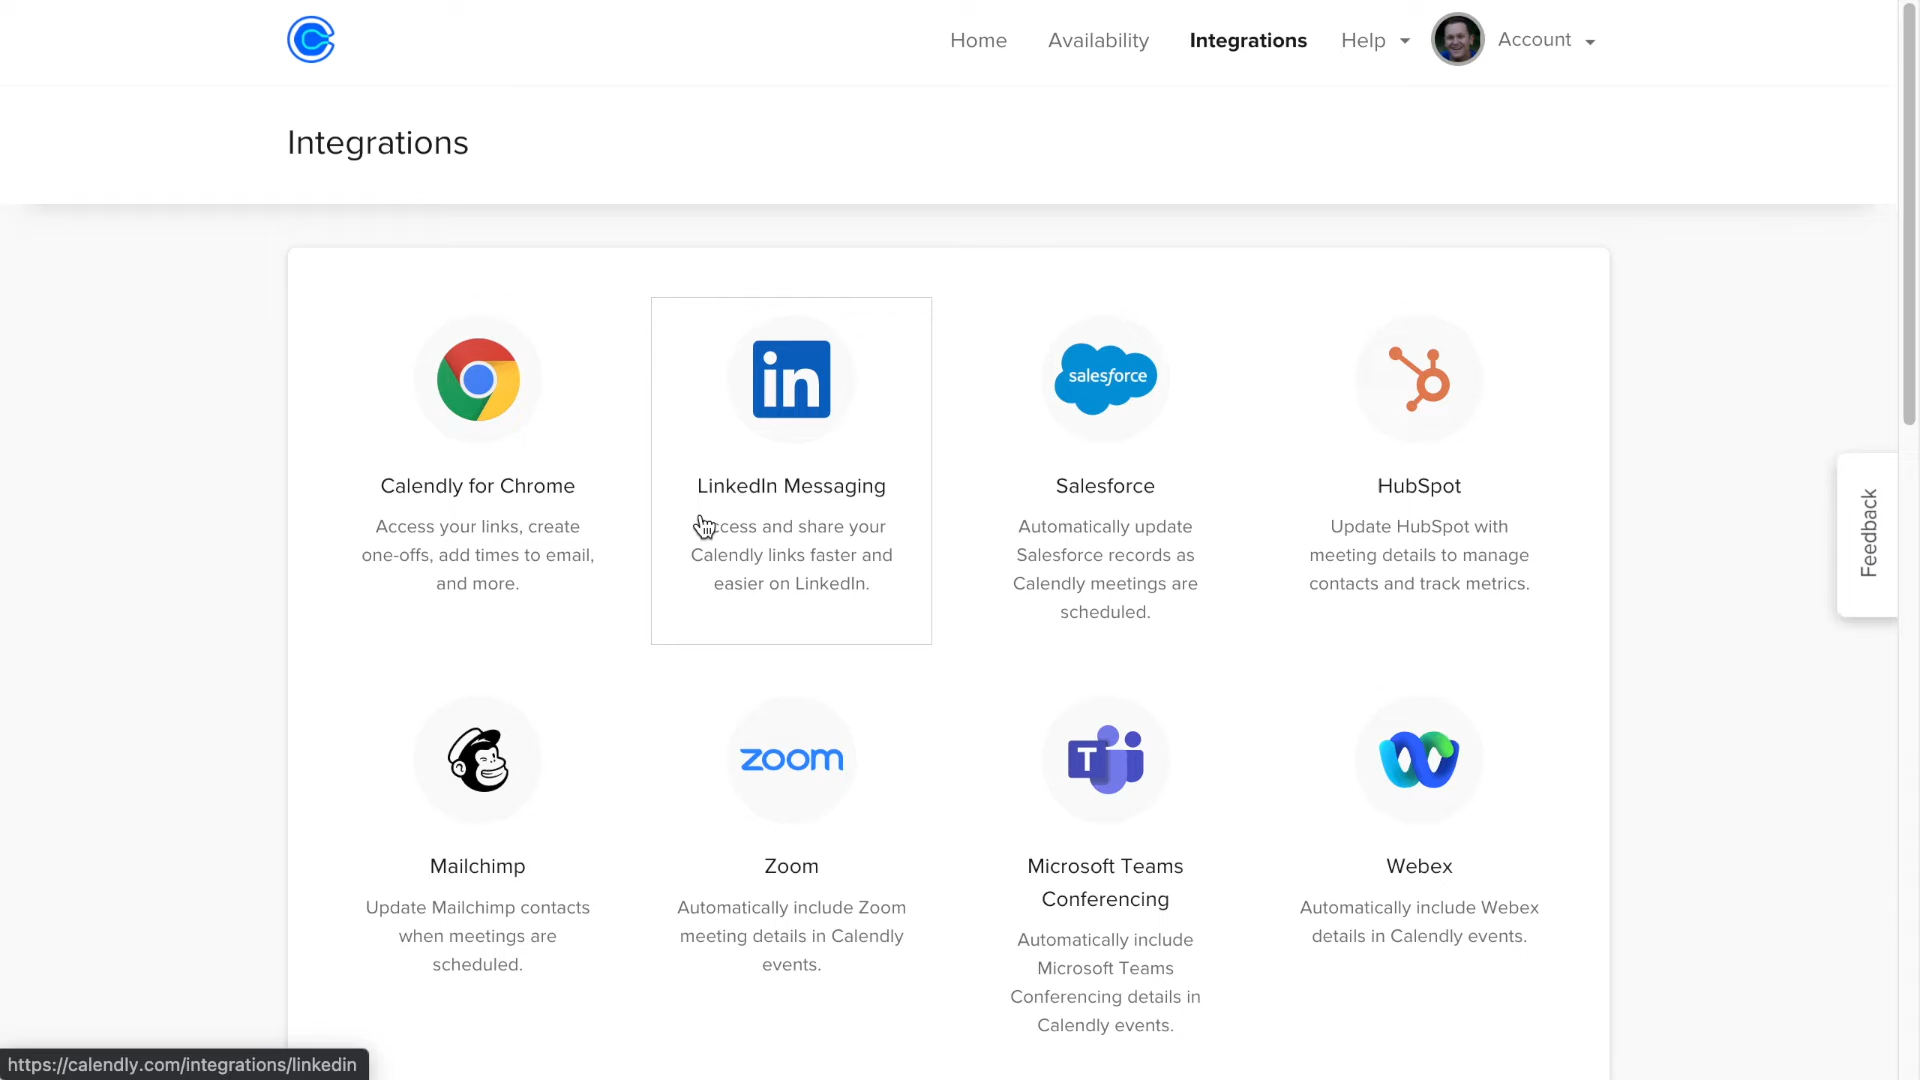 Home
Availability
Integrations
Help
Account
Integrations
salesforce
Calendly for Chrome
Access your links, create
one-offs, add times to email,
and more.
in
LinkedIn Messaging
ccess and share your
Calendly links faster and
easier on LinkedIn.
Salesforce
Automatically update
Salesforce records as
Calendly meetings are
scheduled.
HubSpot
Update HubSpot with
meeting details to manage
contacts and track metrics.
Feedback
Mailchimp
Update Mailchimp contacts
when meetings are
scheduled.
zoom
Zoom
Automatically include Zoom
meeting details in Calendly
events.
T
Microsoft Teams
Conferencing
Automatically include
Microsoft Teams
Conferencing details in
Calendly events.
Webex
Automatically include Webex
details in Calendly events.
https://calendly.com/integrations/linkedin